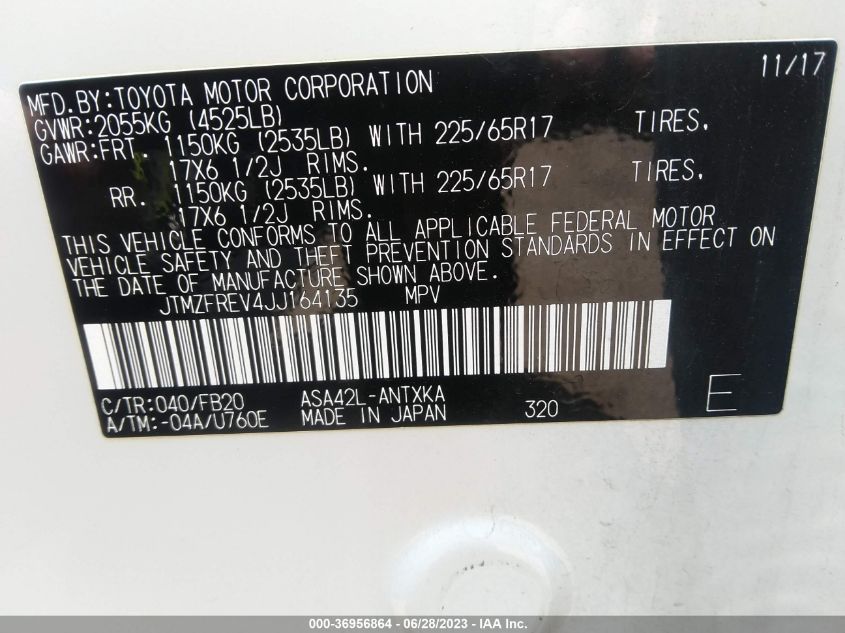 11/17
MFD.BY:TOYOTA MOTOR CORPORATION
GVWR:2055KG (4525LB)
GAWR:FRT. 1150KG (2535LB) WITH 225/65R17 TIRES,
17X6 1/2J RIMS.
RR. 1150KG (2535LB) WITH 225/65R17 TIRES,
17X6 1/2J RIMS.
THIS VEHICLE CONFORMS TO ALL APPLICABLE FEDERAL MOTOR
VEHICLE SAFETY AND THEFT PREVENTION STANDARDS IN EFFECT ON
THE DATE OF MANUFACTURE SHOWN ABOVE.
JTMZFREV4JJ164135 MPV
C/TR:040/FB20 ASA42L-ANTXKA
A/TM:-04A/U760E MADE IN JAPAN 320 E
000-36956864 - 06/28/2023 - IAA Inc.